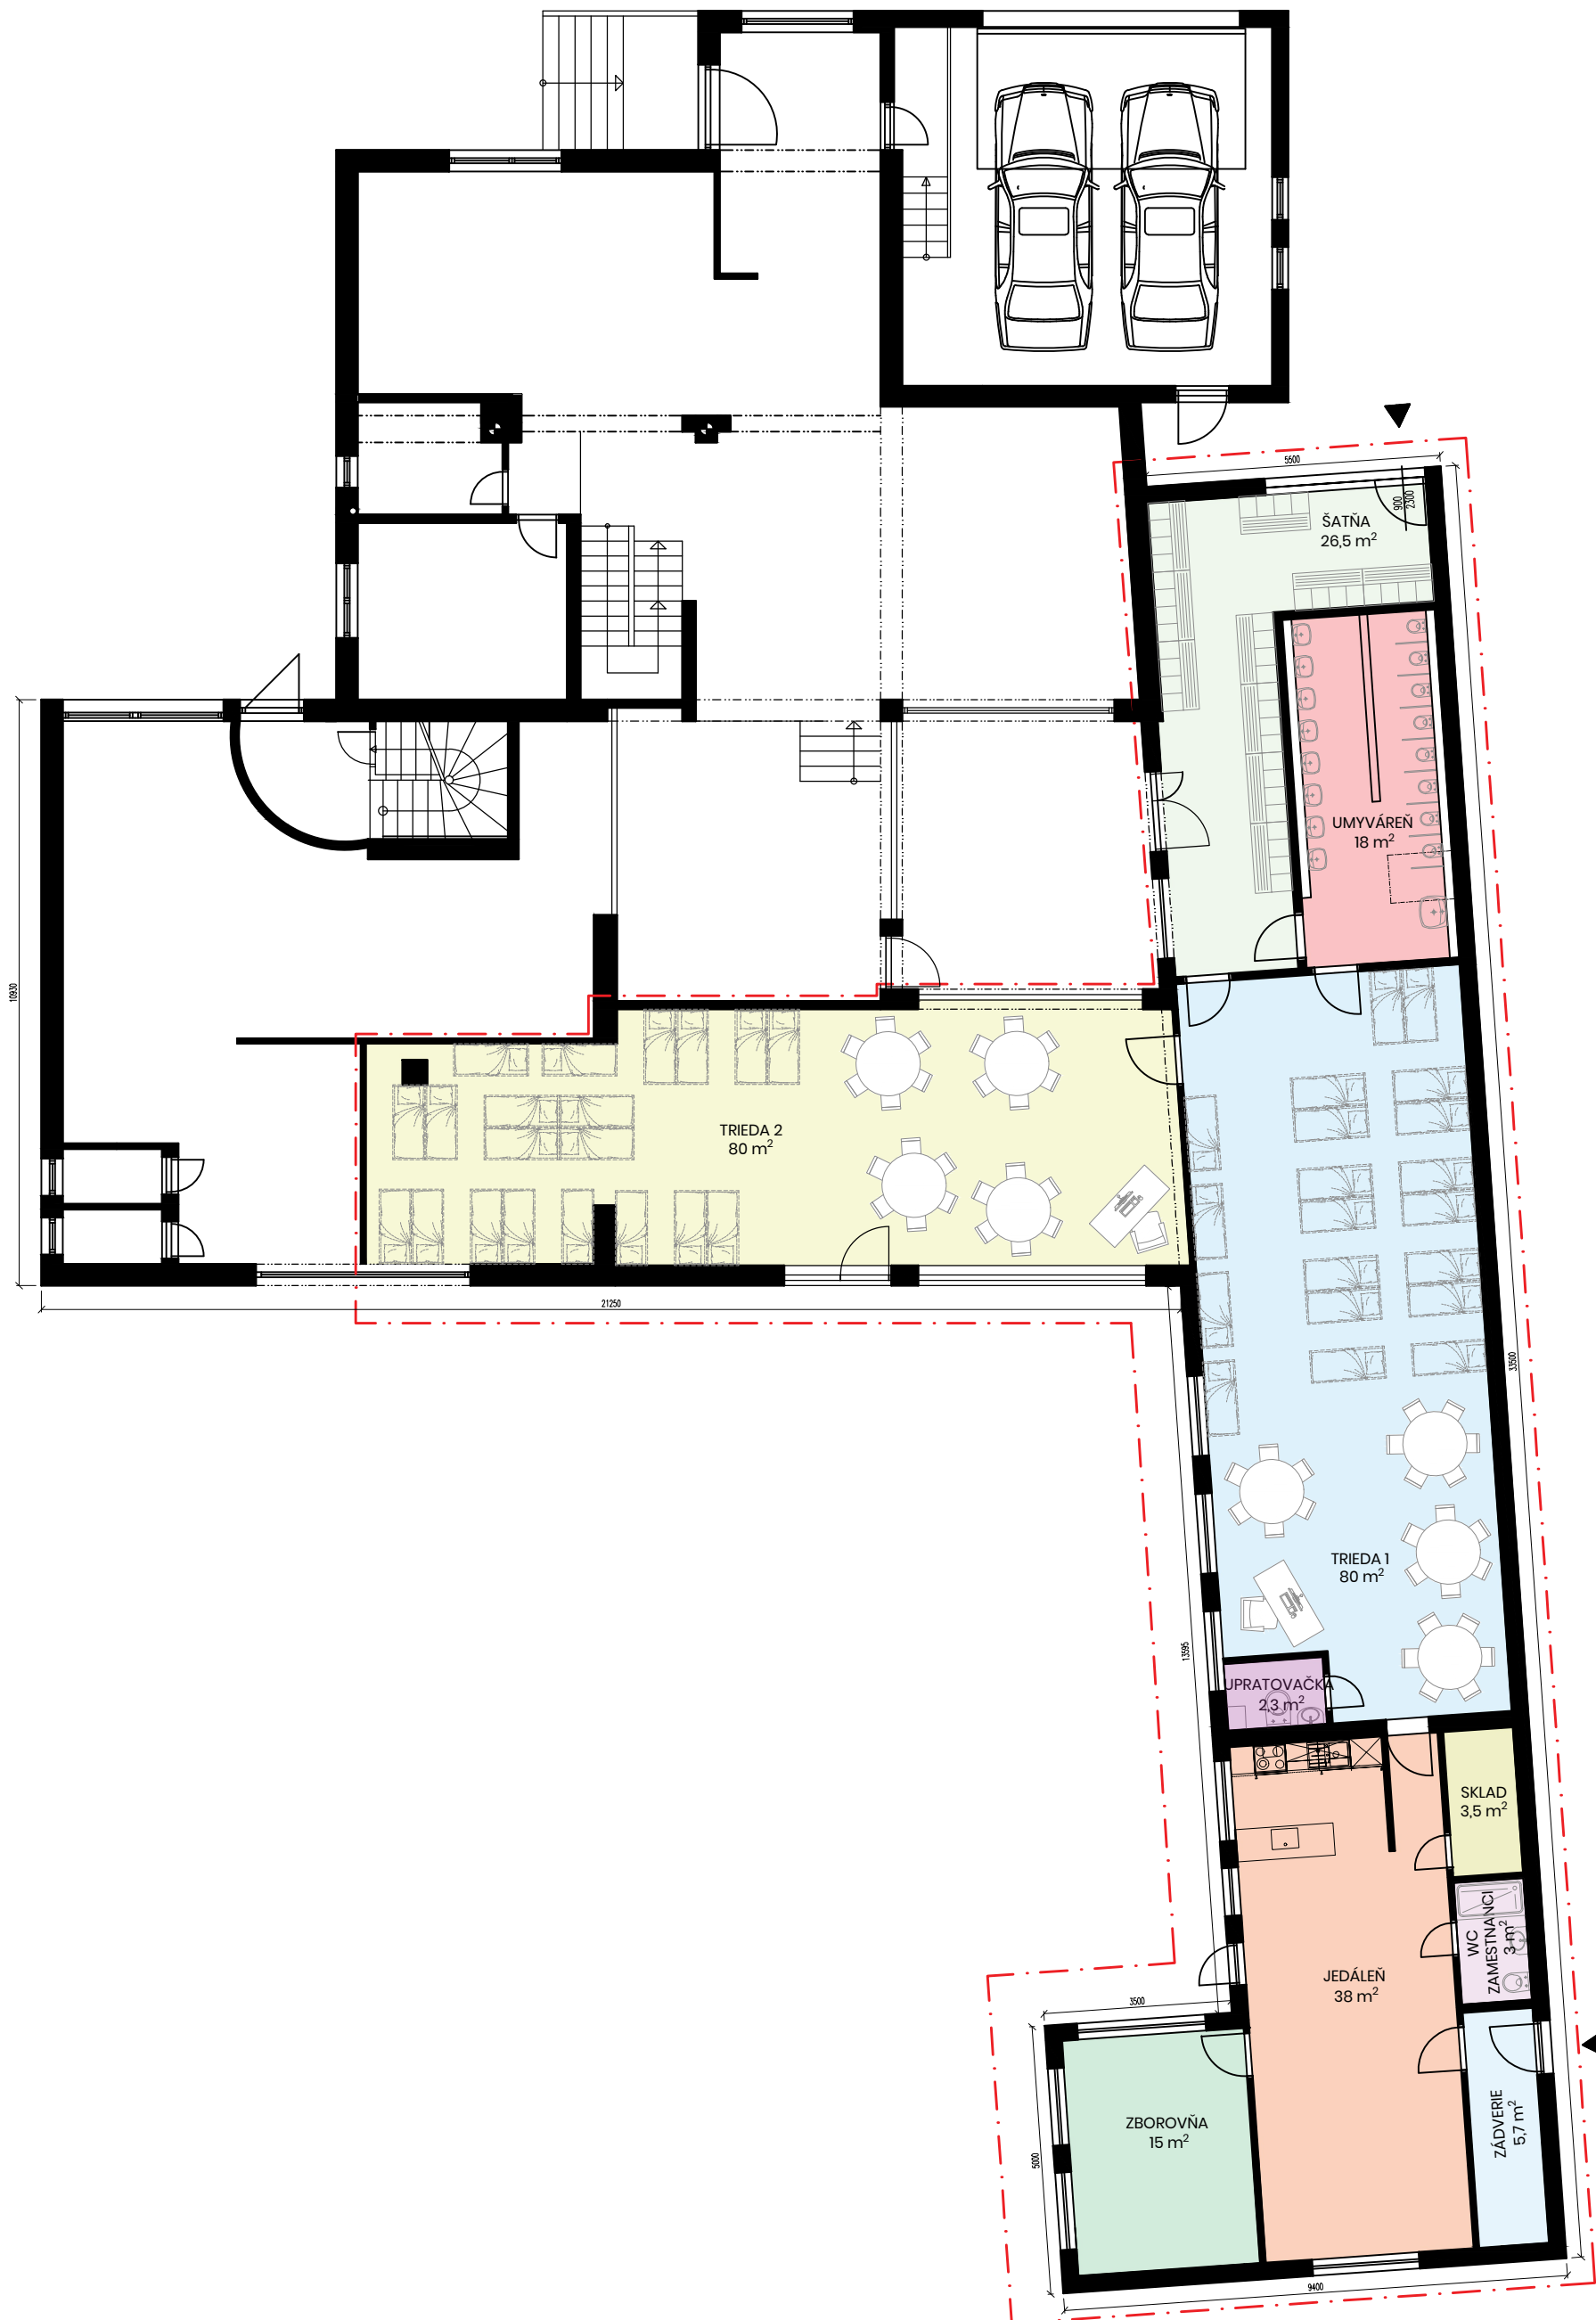 5500
900
2300
ŠATŇA
26,5 m²
UMYVÁREŇ
18 m²
10930
TRIEDA 2
80 m²
21250
33500
TRIEDA 1
80 m²
13595
UPRATOVAČKA
2,3 m²
SKLAD
3,5 m²
WC
ZAMESTNANCI
3 m²
JEDÁLEŇ
38 m²
3500
ZBOROVŇA
15 m²
ZÁDVERIE
5,7 m²
5000
9400